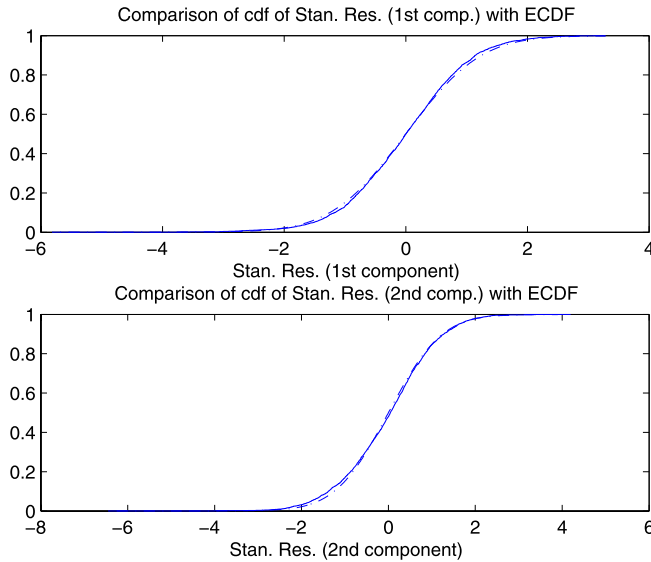 Comparison of cdf of Stan. Res. (1st comp.) with ECDF
1
0.8
0.6
0.4
0.2
0
−6 −4 −2 0 2 4
Stan. Res. (1st component)
Comparison of cdf of Stan. Res. (2nd comp.) with ECDF
1
0.8
0.6
0.4
0.2
0
−8 −6 −4 −2 0 2 4 6
Stan. Res. (2nd component)